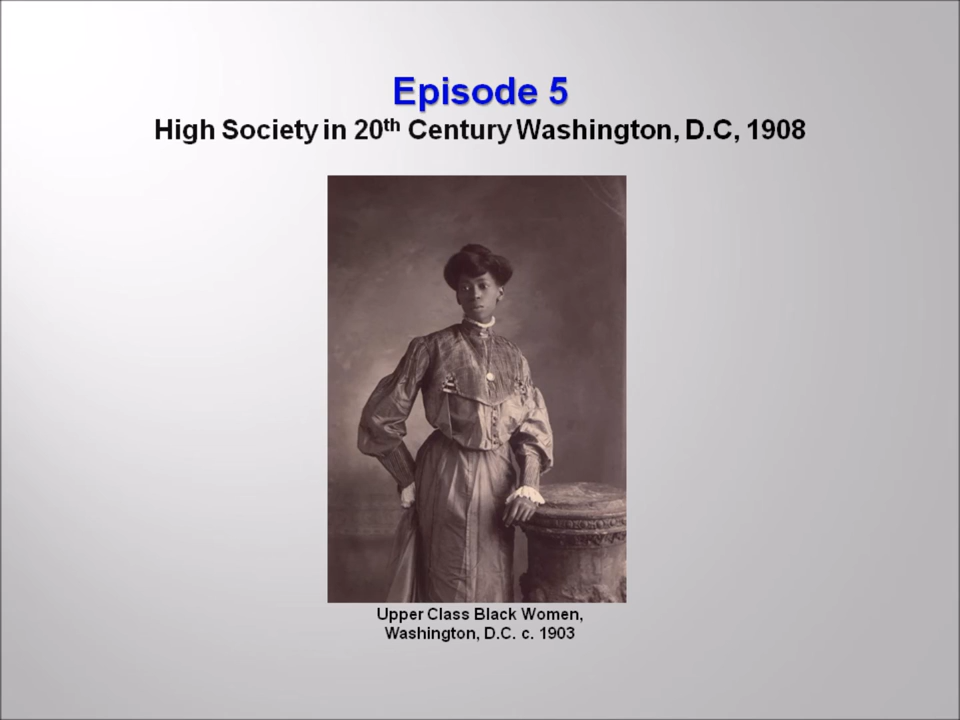 Episode 5
High Society in 20th Century Washington, D.C, 1908
Upper Class Black Women,
Washington, D.C. c. 1903